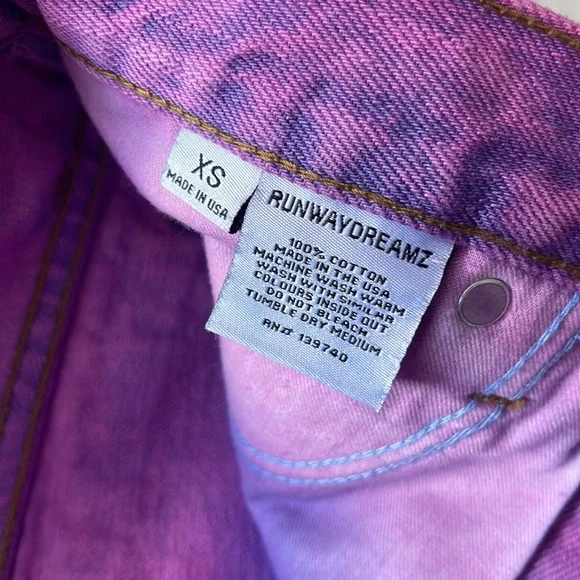 XS
MADE IN USA
RUNWAYDREAMZ
100% COTTON
MADE IN THE USA
MACHINE WASH WARM
WASH WITH SIMILAR
COLOURS INSIDE OUT
DO NOT BLEACH
TUMBLE DRY MEDIUM
RN# 139740